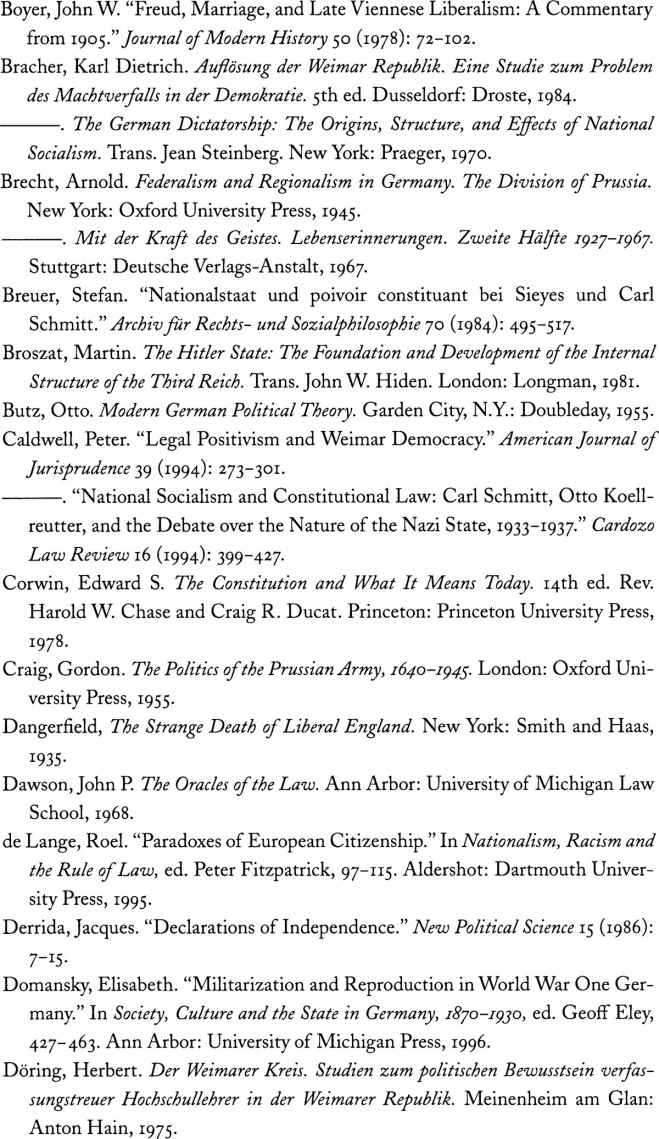 Boyer, John W. “Freud, Marriage, and Late Viennese Liberalism: A Commentary
from 1905.” Journal of Modern History 50 (1978): 72–102.
Bracher, Karl Dietrich. Auflösung der Weimar Republik. Eine Studie zum Problem
des Machtverfalls in der Demokratie. 5th ed. Dusseldorf: Droste, 1984.
———. The German Dictatorship: The Origins, Structure, and Effects of National
Socialism. Trans. Jean Steinberg. New York: Praeger, 1970.
Brecht, Arnold. Federalism and Regionalism in Germany. The Division of Prussia.
New York: Oxford University Press, 1945.
———. Mit der Kraft des Geistes. Lebenserinnerungen. Zweite Hälfte 1927–1967.
Stuttgart: Deutsche Verlags-Anstalt, 1967.
Breuer, Stefan. “Nationalstaat und poivoir constituant bei Sieyes und Carl
Schmitt.” Archiv für Rechts- und Sozialphilosophie 70 (1984): 495–517.
Broszat, Martin. The Hitler State: The Foundation and Development of the Internal
Structure of the Third Reich. Trans. John W. Hiden. London: Longman, 1981.
Butz, Otto. Modern German Political Theory. Garden City, N.Y.: Doubleday, 1955.
Caldwell, Peter. “Legal Positivism and Weimar Democracy.” American Journal of
Jurisprudence 39 (1994): 273–301.
———. “National Socialism and Constitutional Law: Carl Schmitt, Otto Koell-
reutter, and the Debate over the Nature of the Nazi State, 1933–1937.” Cardozo
Law Review 16 (1994): 399–427.
Corwin, Edward S. The Constitution and What It Means Today. 14th ed. Rev.
Harold W. Chase and Craig R. Ducat. Princeton: Princeton University Press,
1978.
Craig, Gordon. The Politics of the Prussian Army, 1640–1945. London: Oxford Uni-
versity Press, 1955.
Dangerfield, The Strange Death of Liberal England. New York: Smith and Haas,
1935.
Dawson, John P. The Oracles of the Law. Ann Arbor: University of Michigan Law
School, 1968.
de Lange, Roel. “Paradoxes of European Citizenship.” In Nationalism, Racism and
the Rule of Law, ed. Peter Fitzpatrick, 97–115. Aldershot: Dartmouth Univer-
sity Press, 1995.
Derrida, Jacques. “Declarations of Independence.” New Political Science 15 (1986):
7–15.
Domansky, Elisabeth. “Militarization and Reproduction in World War One Ger-
many.” In Society, Culture and the State in Germany, 1870–1930, ed. Geoff Eley,
427–463. Ann Arbor: University of Michigan Press, 1996.
Döring, Herbert. Der Weimarer Kreis. Studien zum politischen Bewusstsein verfas-
sungstreuer Hochschullehrer in der Weimarer Republik. Meinenheim am Glan:
Anton Hain, 1975.